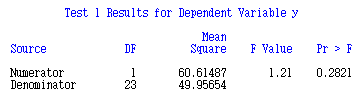 Test 1 Results for Dependent Variable y
Mean
Source DF Square F Value Pr > F
Numerator 1 60.61487 1.21 0.2821
Denominator 23 49.95654